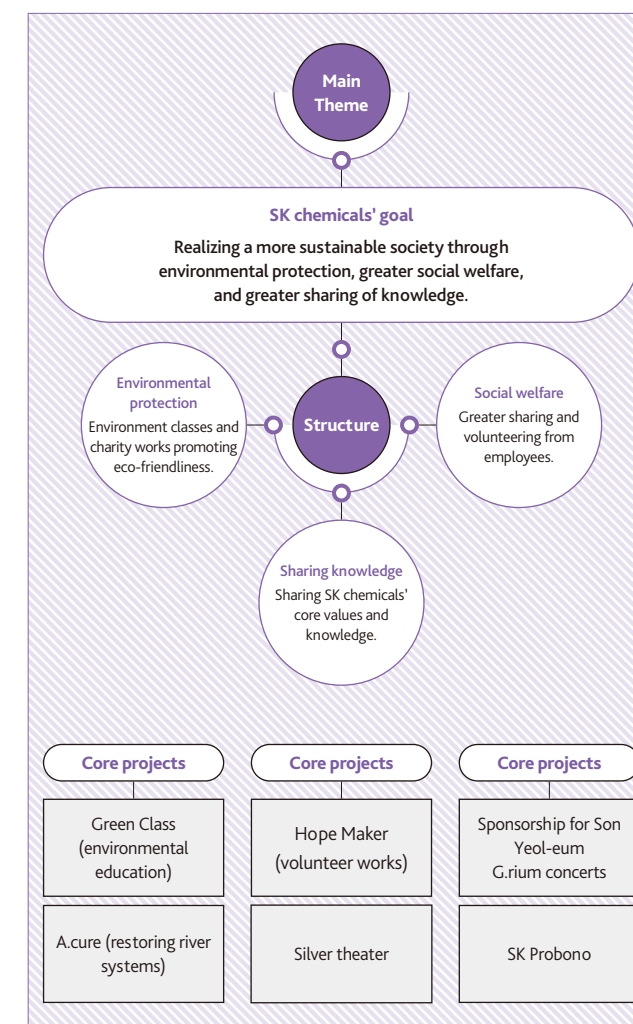 Main
Theme
SK chemicals' goal
Realizing a more sustainable society through
environmental protection, greater social welfare,
and greater sharing of knowledge.
Environmental
protection
Environment classes and
charity works promoting
eco-friendliness.
Structure
Social welfare
Greater sharing and
volunteering from
employees.
Sharing knowledge
Sharing SK chemicals'
core values and
knowledge.
Core projects
Green Class
(environmental
education)
A.cure (restoring river
systems)
Core projects
Hope Maker
(volunteer works)
Silver theater
Core projects
Sponsorship for Son
Yeol-eum
G.rium concerts
SK Probono